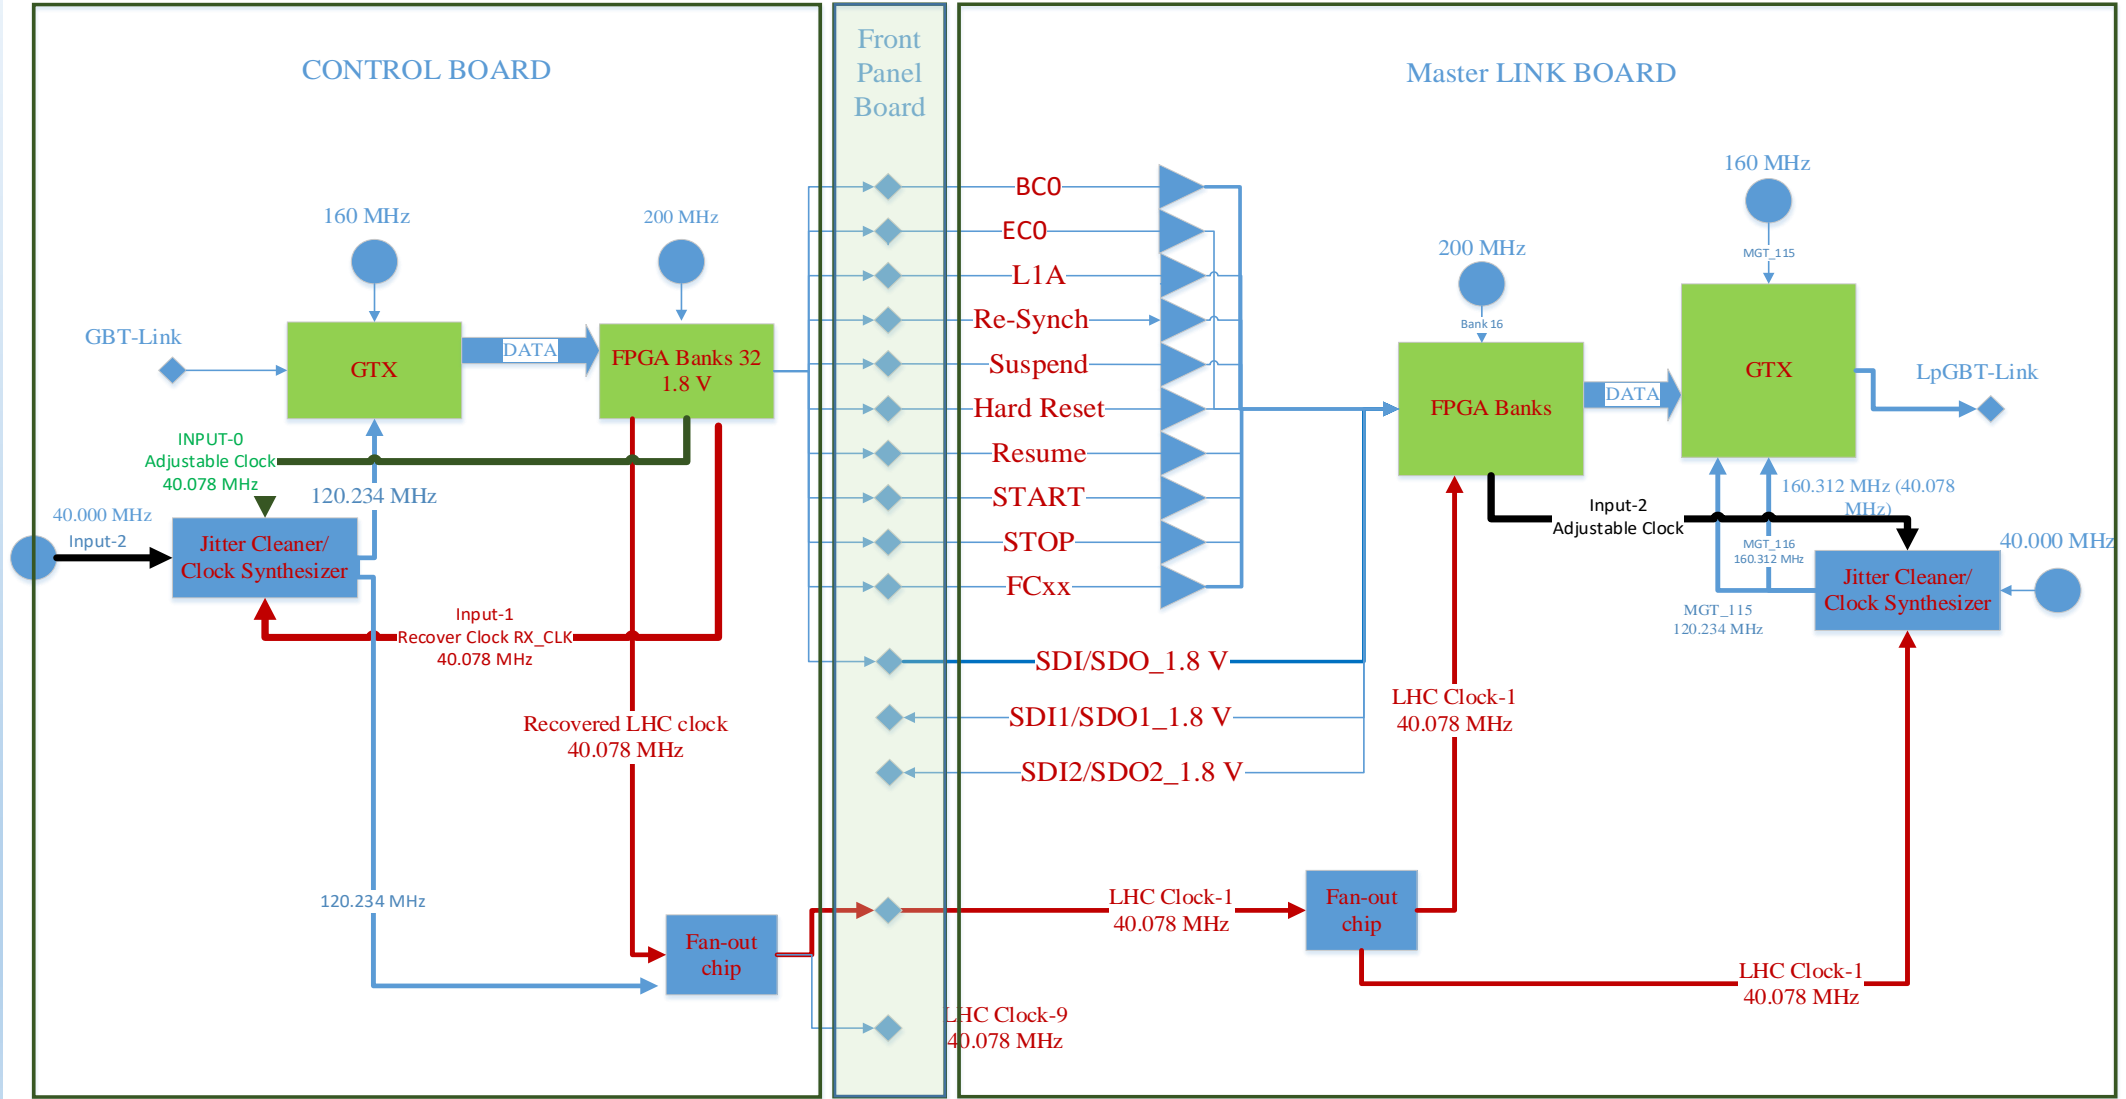 CONTROL BOARD
Front
Panel
Board
Master LINK BOARD
160 MHz
200 MHz
GBT-Link
GTX
DATA
FPGA Banks 32
1.8 V
INPUT-0
Adjustable Clock
40.078 MHz
120.234 MHz
40.000 MHz
Input-2
Jitter Cleaner/
Clock Synthesizer
Input-1
Recover Clock RX_CLK
40.078 MHz
Recovered LHC clock
40.078 MHz
120.234 MHz
Fan-out
chip
BC0
EC0
L1A
Re-Synch
Suspend
Hard Reset
Resume
START
STOP
FCxx
SDI/SDO_1.8 V
SDI1/SDO1_1.8 V
SDI2/SDO2_1.8 V
LHC Clock-1
40.078 MHz
LHC Clock-9
40.078 MHz
Fan-out
chip
LHC Clock-1
40.078 MHz
LHC Clock-1
40.078 MHz
200 MHz
Bank 16
FPGA Banks
DATA
160 MHz
MGT_115
GTX
LpGBT-Link
160.312 MHz (40.078
MHz)
Input-2
Adjustable Clock
MGT_116
160.312 MHz
MGT_115
120.234 MHz
40.000 MHz
Jitter Cleaner/
Clock Synthesizer